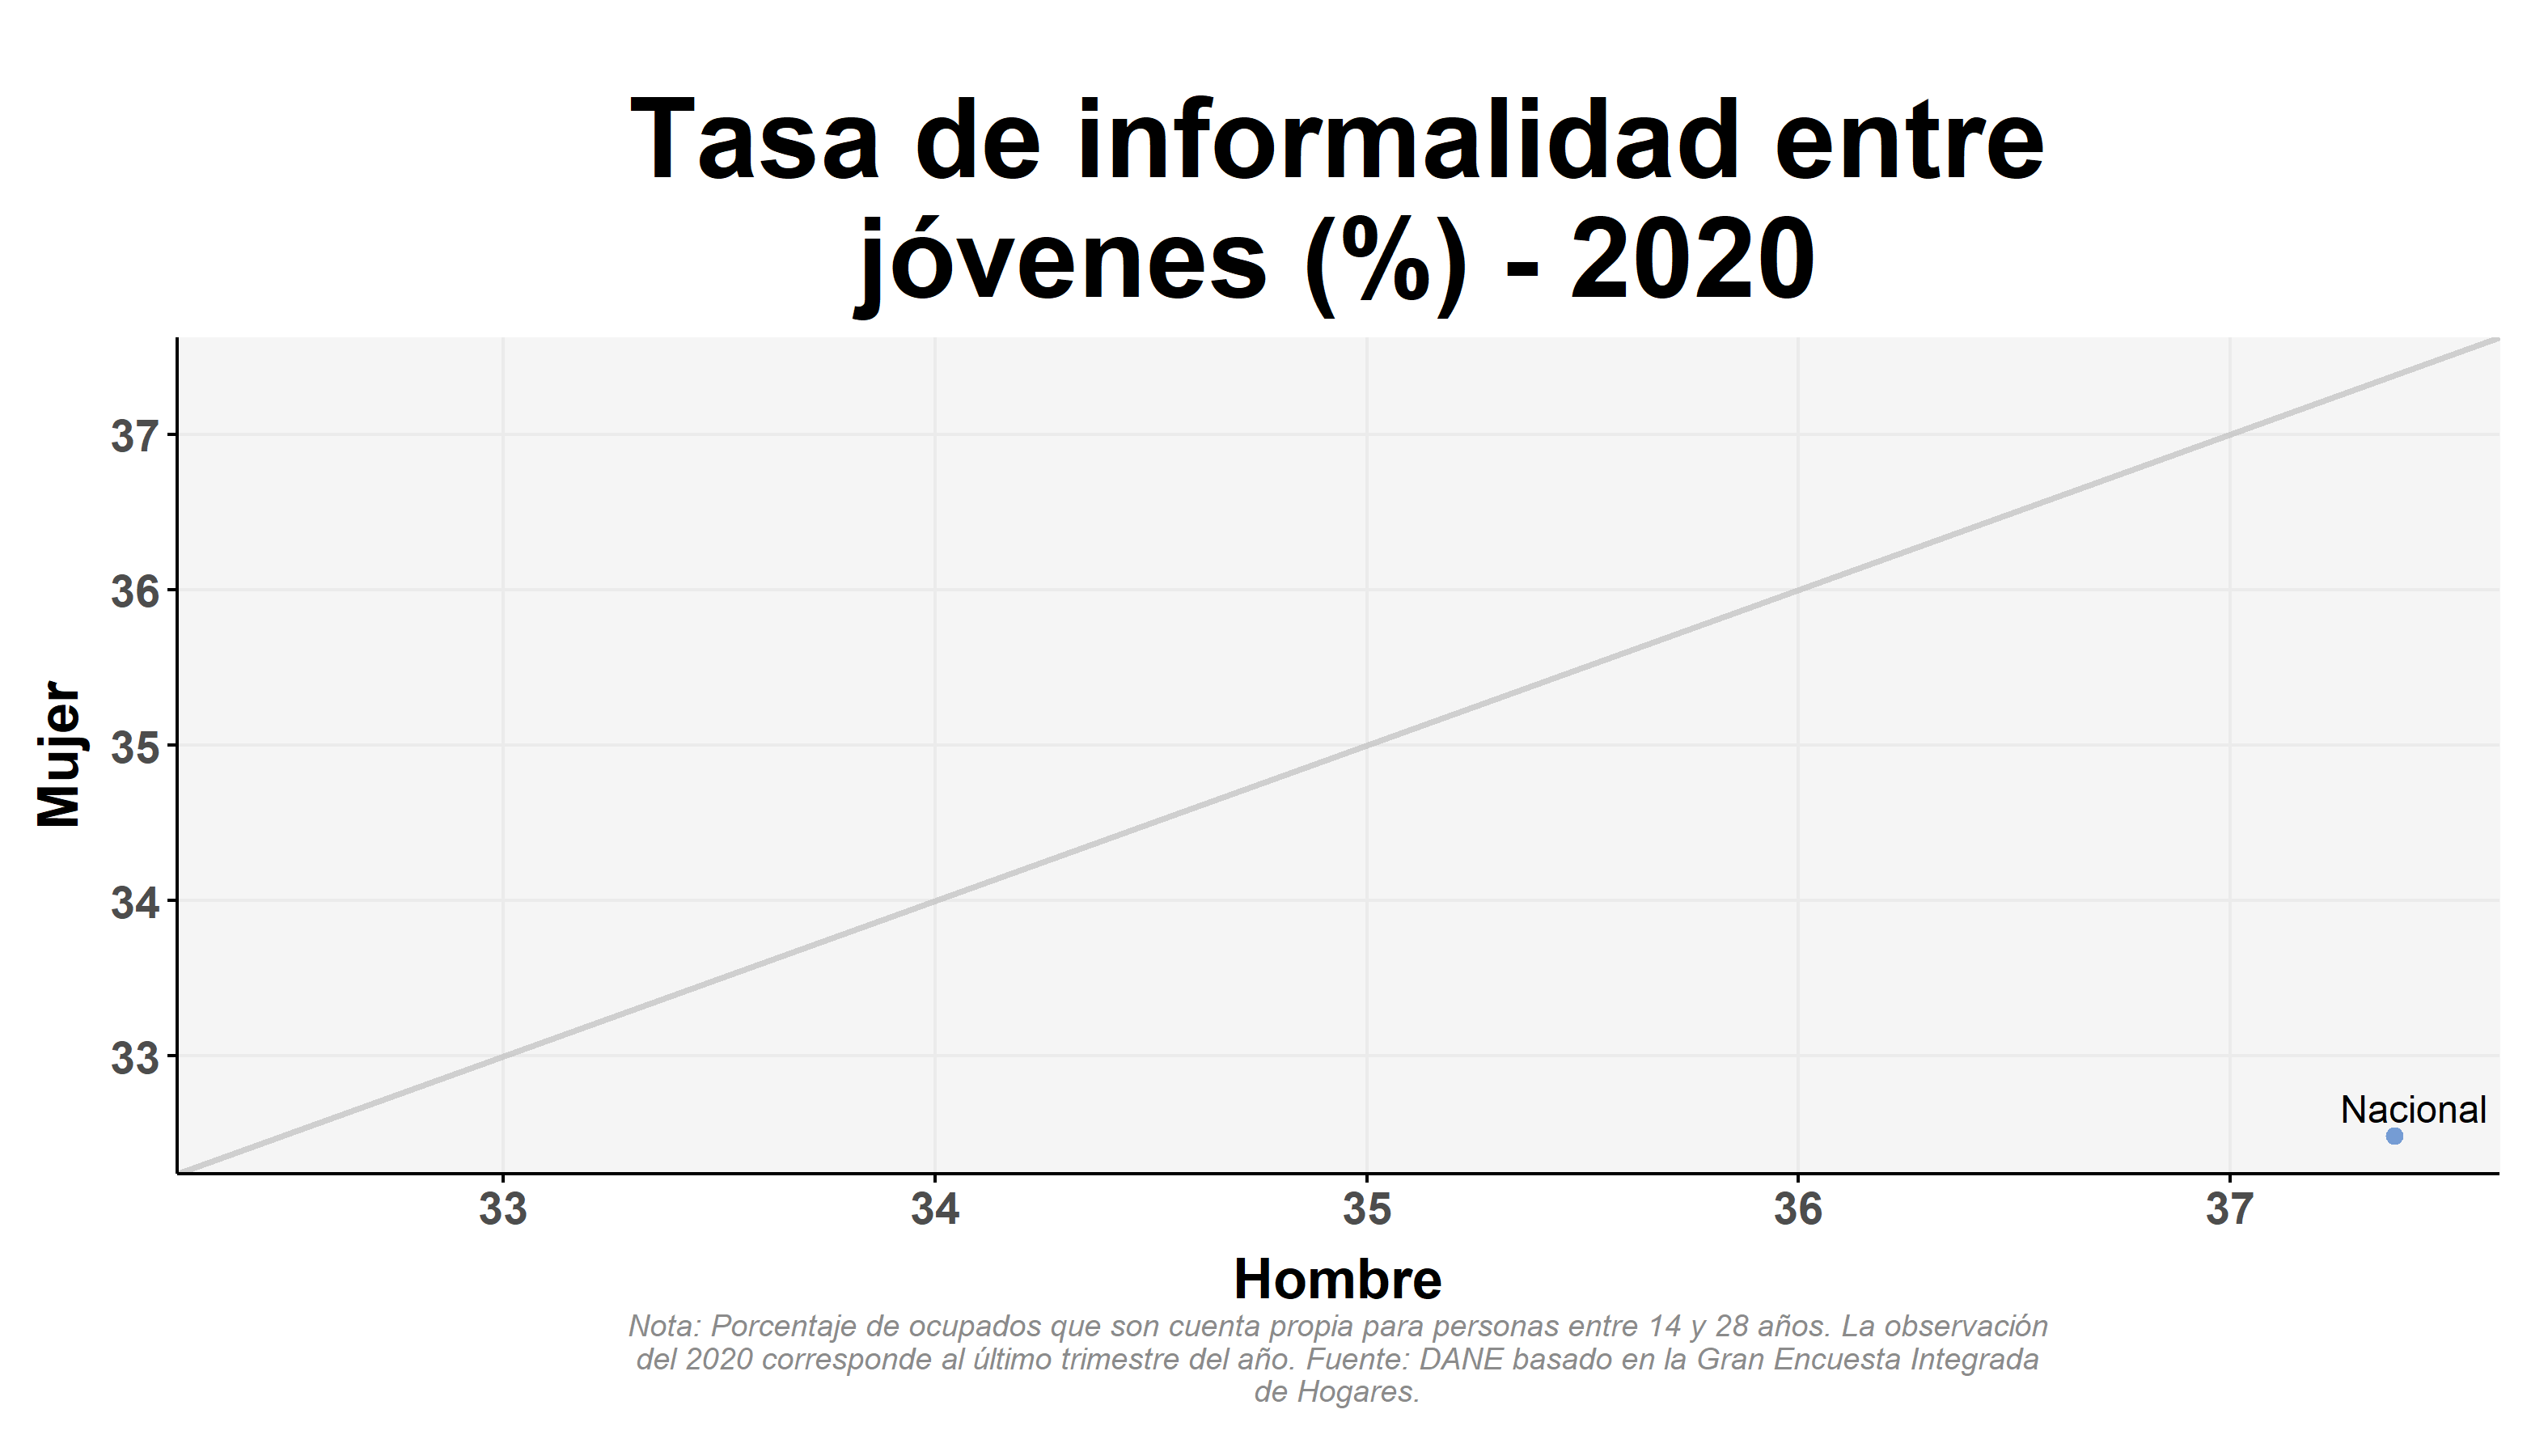 Tasa de informalidad entre
jóvenes (%) - 2020
37
36
35
34
33
Mujer
Nacional
33
34
35
36
37
Hombre
Nota: Porcentaje de ocupados que son cuenta propia para personas entre 14 y 28 años. La observación
del 2020 corresponde al último trimestre del año. Fuente: DANE basado en la Gran Encuesta Integrada
de Hogares.